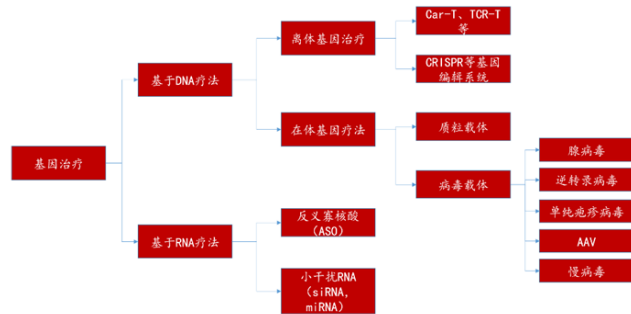 Car-T、TCR-T
等
离体基因治疗
CRISPR等基因
编辑系统
基于DNA疗法
在体基因疗法
质粒载体
腺病毒
基因治疗
病毒载体
逆转录病毒
单纯疱疹病毒
反义寡核酸
（ASO）
基于RNA疗法
AAV
慢病毒
小干扰RNA
（siRNA,
miRNA）